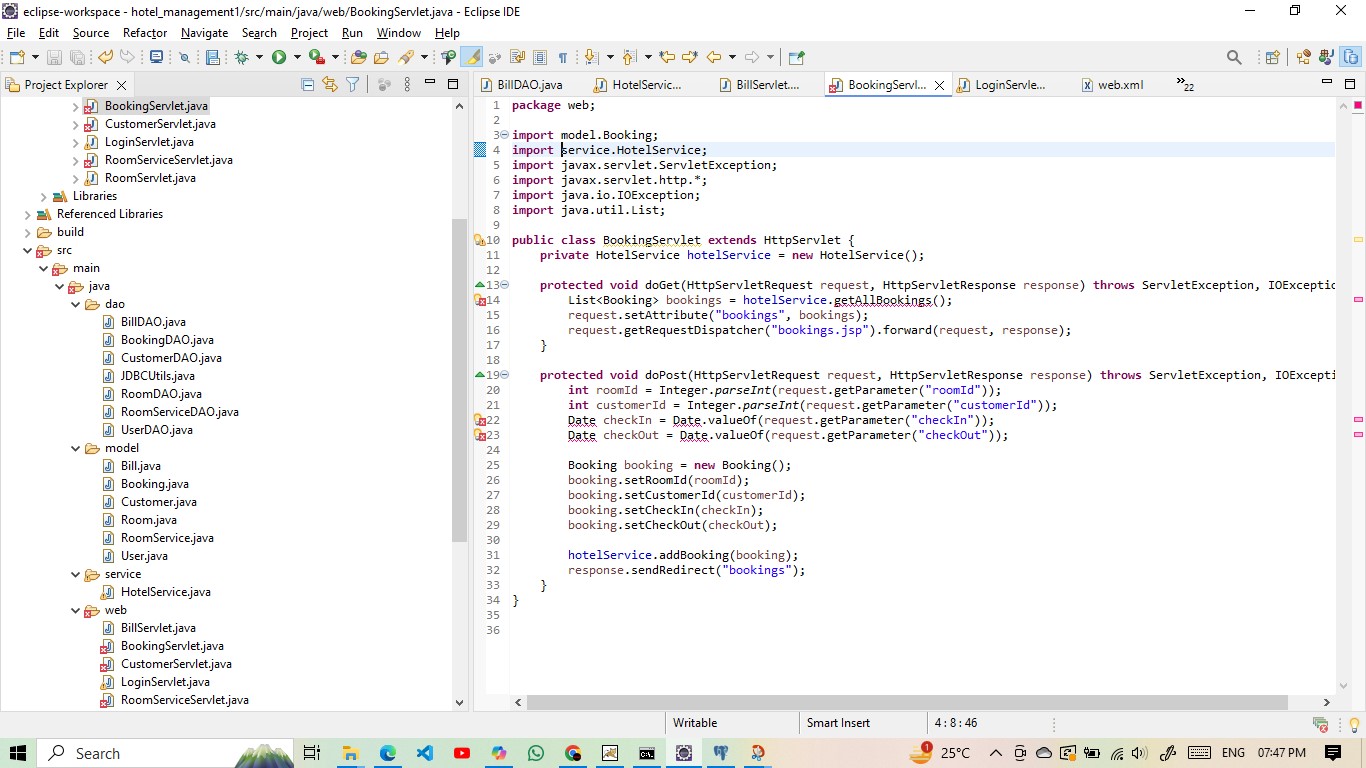 eclipse-workspace - hotel_management1/src/main/java/web/BookingServlet.java - Eclipse IDE
File Edit Source Refactor Navigate Search Project Run Window Help
Project Explorer
BookingServlet.java
CustomerServlet.java
LoginServlet.java
RoomServiceServlet.java
RoomServlet.java
Libraries
Referenced Libraries
build
src
main
java
dao
BillDAO.java
BookingDAO.java
CustomerDAO.java
JDBCUtils.java
RoomDAO.java
RoomServiceDAO.java
UserDAO.java
model
Bill.java
Booking.java
Customer.java
Room.java
RoomService.java
User.java
service
HotelService.java
web
BillServlet.java
BookingServlet.java
CustomerServlet.java
LoginServlet.java
RoomServiceServlet.java
BillDAO.java HotelServic... BillServlet.... BookingServl... LoginServle... web.xml »22
1 package web;
2
3 import model.Booking;
4 import service.HotelService;
5 import javax.servlet.ServletException;
6 import javax.servlet.http.*;
7 import java.io.IOException;
8 import java.util.List;
9
10 public class BookingServlet extends HttpServlet {
11 private HotelService hotelService = new HotelService();
12
13 protected void doGet(HttpServletRequest request, HttpServletResponse response) throws ServletException, IOExceptio
14 List<Booking> bookings = hotelService.getAllBookings();
15 request.setAttribute("bookings", bookings);
16 request.getRequestDispatcher("bookings.jsp").forward(request, response);
17 }
18
19 protected void doPost(HttpServletRequest request, HttpServletResponse response) throws ServletException, IOExcepti
20 int roomId = Integer.parseInt(request.getParameter("roomId"));
21 int customerId = Integer.parseInt(request.getParameter("customerId"));
22 Date checkIn = Date.valueOf(request.getParameter("checkIn"));
23 Date checkOut = Date.valueOf(request.getParameter("checkOut"));
24
25 Booking booking = new Booking();
26 booking.setRoomId(roomId);
27 booking.setCustomerId(customerId);
28 booking.setCheckIn(checkIn);
29 booking.setCheckOut(checkOut);
30
31 hotelService.addBooking(booking);
32 response.sendRedirect("bookings");
33 }
34 }
35
36
Writable Smart Insert 4 : 8 : 46
Search 1 25°C ENG 07:47 PM